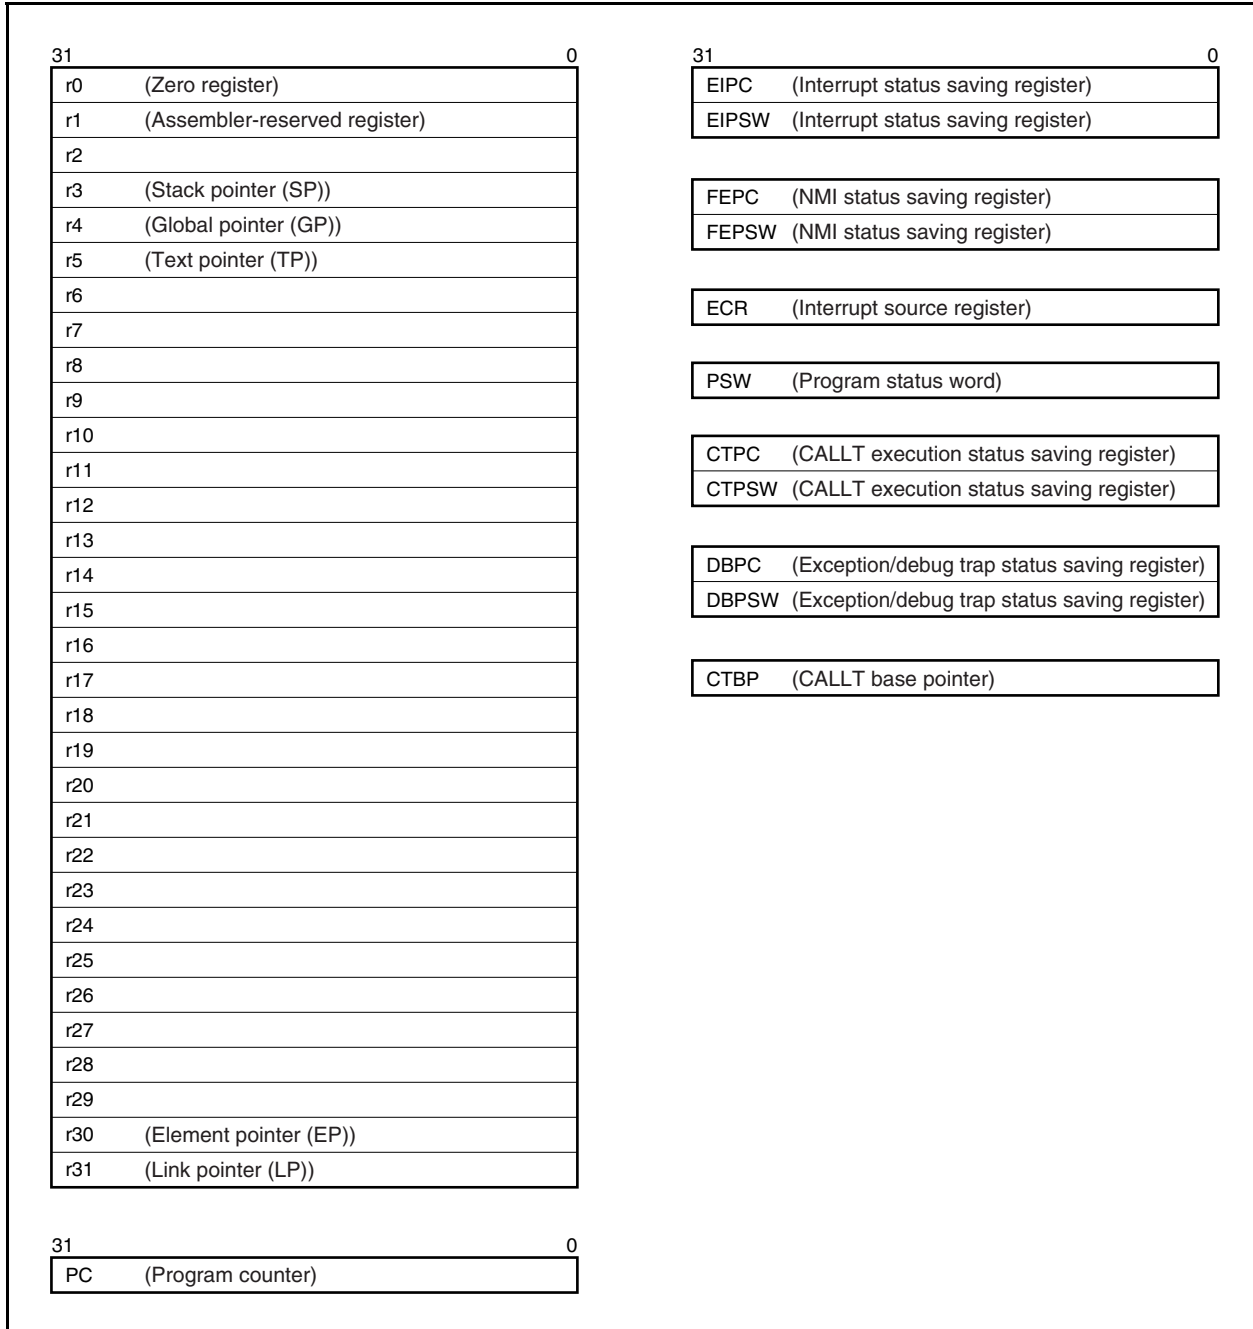 31 0
r0 (Zero register)
r1 (Assembler-reserved register)
r2
r3 (Stack pointer (SP))
r4 (Global pointer (GP))
r5 (Text pointer (TP))
r6
r7
r8
r9
r10
r11
r12
r13
r14
r15
r16
r17
r18
r19
r20
r21
r22
r23
r24
r25
r26
r27
r28
r29
r30 (Element pointer (EP))
r31 (Link pointer (LP))
31 0
PC (Program counter)
31 0
EIPC (Interrupt status saving register)
EIPSW (Interrupt status saving register)
FEPC (NMI status saving register)
FEPSW (NMI status saving register)
ECR (Interrupt source register)
PSW (Program status word)
CTPC (CALLT execution status saving register)
CTPSW (CALLT execution status saving register)
DBPC (Exception/debug trap status saving register)
DBPSW (Exception/debug trap status saving register)
CTBP (CALLT base pointer)